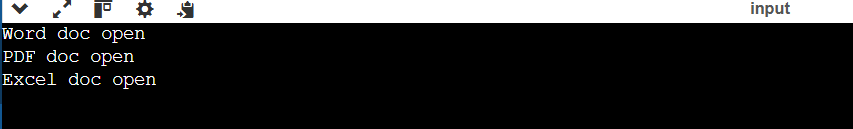 input
Word doc open
PDF doc open
Excel doc open